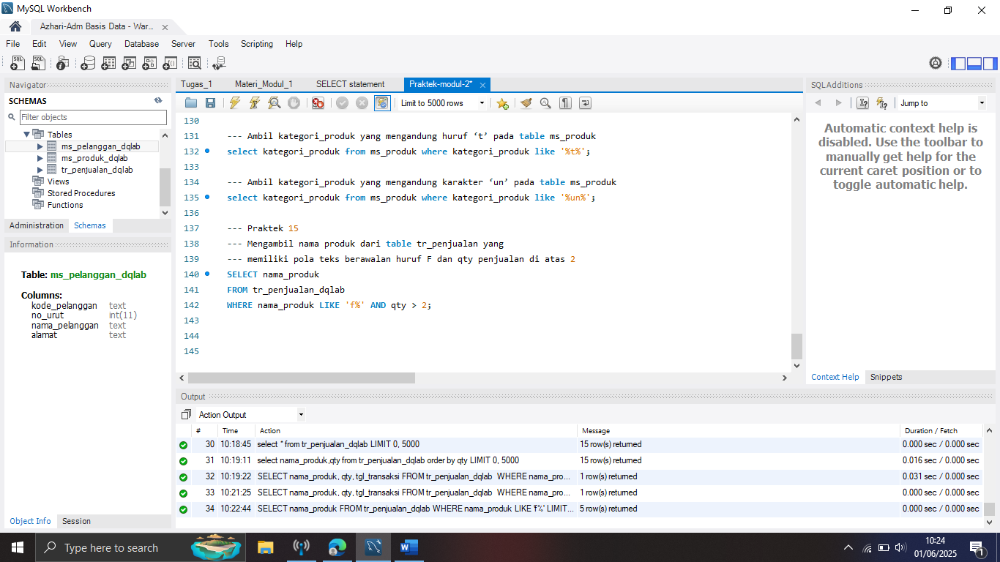 MySQL Workbench
Azhari-Adm Basis Data - War...
File Edit View Query Database Server Tools Scripting Help
Navigator
SCHEMAS
Filter objects
Tables
ms_pelanggan_dqlab
ms_produk_dqlab
tr_penjualan_dqlab
Views
Stored Procedures
Functions
Administration Schemas
Information
Table: ms_pelanggan_dqlab
Columns:
kode_pelanggan text
no_urut int(11)
nama_pelanggan text
alamat text
Object Info Session
Tugas_1 Materi_Modul_1 SELECT statement Praktek-modul-2*
Limit to 5000 rows
130
131 --- Ambil kategori_produk yang mengandung huruf ‘t’ pada table ms_produk
132 select kategori_produk from ms_produk where kategori_produk like '%t%';
133
134 --- Ambil kategori_produk yang mengandung karakter ‘un’ pada table ms_produk
135 select kategori_produk from ms_produk where kategori_produk like '%un%';
136
137 --- Praktek 15
138 --- Mengambil nama produk dari table tr_penjualan yang
139 --- memiliki pola teks berawalan huruf F dan qty penjualan di atas 2
140 SELECT nama_produk
141 FROM tr_penjualan_dqlab
142 WHERE nama_produk LIKE 'f%' AND qty > 2;
143
144
145
SQLAdditions
Jump to
Automatic context help is
disabled. Use the toolbar to
manually get help for the
current caret position or to
toggle automatic help.
Context Help Snippets
Output
Action Output
# Time Action Message Duration / Fetch
30 10:18:45 select * from tr_penjualan_dqlab LIMIT 0, 5000 15 row(s) returned 0.000 sec / 0.000 sec
31 10:19:11 select nama_produk,qty from tr_penjualan_dqlab order by qty LIMIT 0, 5000 15 row(s) returned 0.016 sec / 0.000 sec
32 10:19:22 SELECT nama_produk, qty, tgl_transaksi FROM tr_penjualan_dqlab WHERE nama_pro... 1 row(s) returned 0.031 sec / 0.000 sec
33 10:21:25 SELECT nama_produk, qty, tgl_transaksi FROM tr_penjualan_dqlab WHERE nama_pro... 1 row(s) returned 0.000 sec / 0.000 sec
34 10:22:44 SELECT nama_produk FROM tr_penjualan_dqlab WHERE nama_produk LIKE 'f%' LIMIT... 5 row(s) returned 0.000 sec / 0.000 sec
Type here to search
10:24
01/06/2025
1